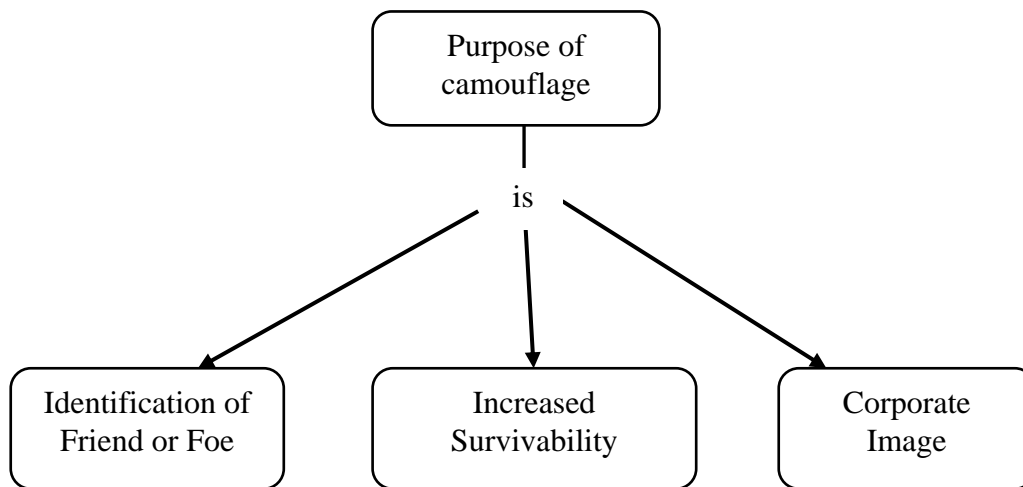 Purpose of
camouflage
is
Identification of
Friend or Foe
Increased
Survivability
Corporate
Image